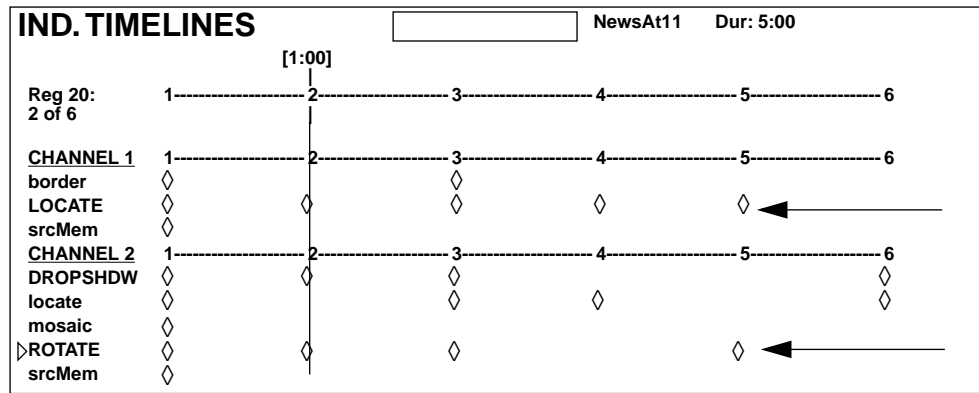 IND. TIMELINES NewsAt11 Dur: 5:00
[1:00]
Reg 20: 1----------------------2----------------------3----------------------4----------------------5----------------------6
2 of 6
CHANNEL 1 1----------------------2----------------------3----------------------4----------------------5----------------------6
border
LOCATE
srcMem
CHANNEL 2 1----------------------2----------------------3----------------------4----------------------5----------------------6
DROPSHDW
locate
mosaic
ROTATE
srcMem